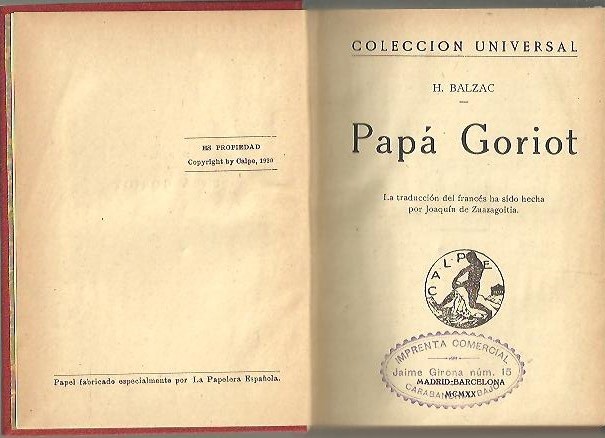 ES PROPIEDAD
Copyright by Calpe, 1920
Papel fabricado especialmente por La Papelera Española.
COLECCION UNIVERSAL
H. BALZAC
Papá Goriot
La traducción del francés ha sido hecha
por Joaquín de Zuazagoitia.
CALPE
IMPRENTA COMERCIAL
Jaime Girona núm. 15
MADRID-BARCELONA
MCMXX
CARABANCHEL BAJO